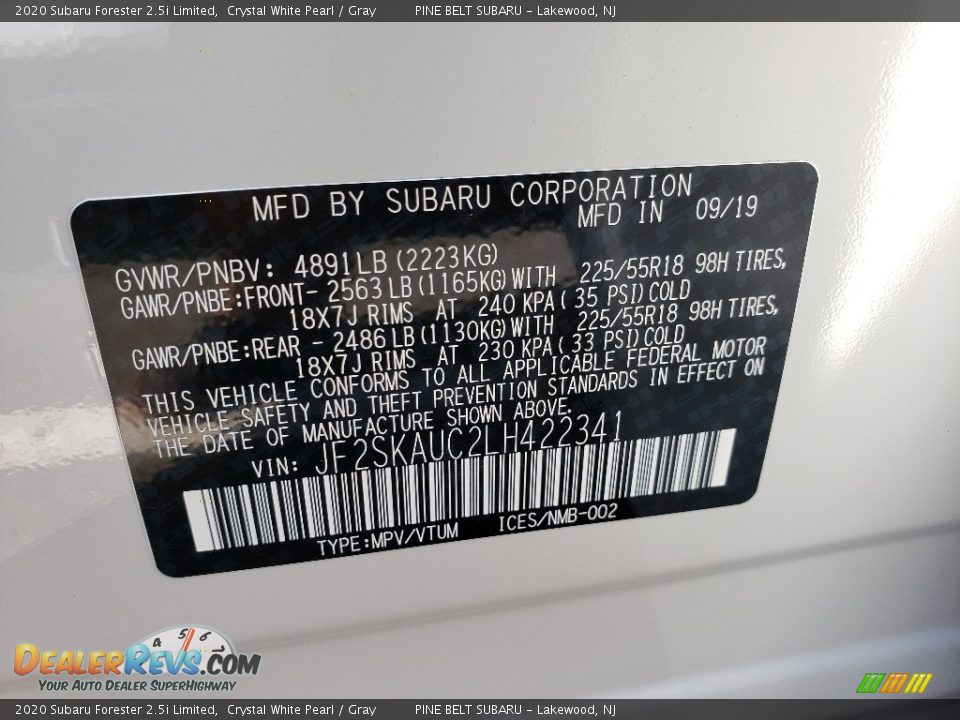 2020 Subaru Forester 2.5i Limited, Crystal White Pearl / Gray PINE BELT SUBARU - Lakewood, NJ
MFD BY SUBARU CORPORATION
MFD IN 09/19
GVWR/PNBV: 4891LB(2223KG)
GAWR/PNBE:FRONT- 2563LB(1165KG)WITH 225/55R18 98H TIRES,
18X7J RIMS AT 240 KPA(35 PSI)COLD
GAWR/PNBE:REAR - 2486LB(1130KG)WITH 225/55R18 98H TIRES,
18X7J RIMS AT 230 KPA(33 PSI)COLD
THIS VEHICLE CONFORMS TO ALL APPLICABLE FEDERAL MOTOR
VEHICLE SAFETY AND THEFT PREVENTION STANDARDS IN EFFECT ON
THE DATE OF MANUFACTURE SHOWN ABOVE.
VIN: JF2SKAUC2LH422341
TYPE:MPV/VTUM ICES/NMB-002
4 5 6
DealerRevs.com
Your Auto Dealer SuperHighway
2020 Subaru Forester 2.5i Limited, Crystal White Pearl / Gray PINE BELT SUBARU - Lakewood, NJ